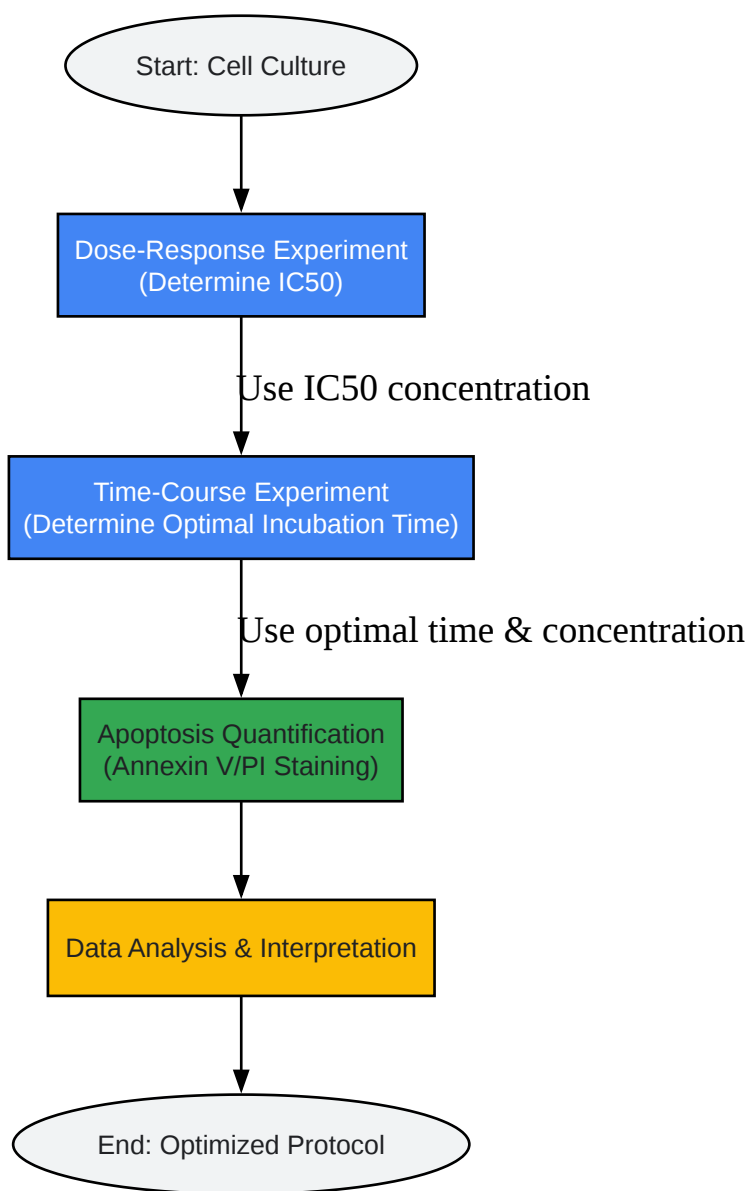 Start: Cell Culture
Dose-Response Experiment
(Determine IC50)
Use IC50 concentration
Time-Course Experiment
(Determine Optimal Incubation Time)
Use optimal time & concentration
Apoptosis Quantification
(Annexin V/PI Staining)
Data Analysis & Interpretation
End: Optimized Protocol